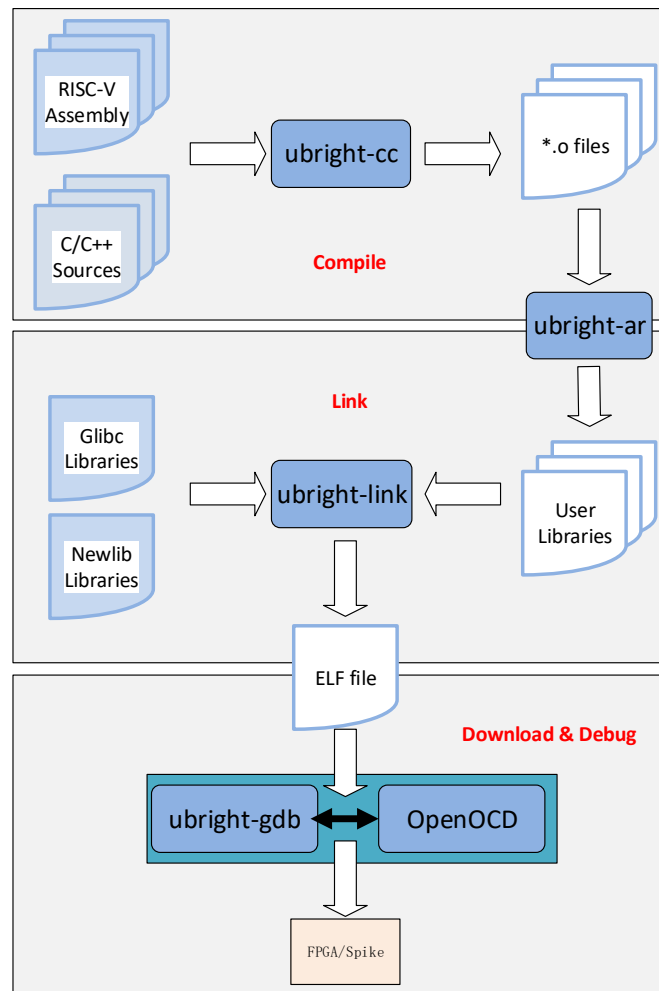 RISC-V
Assembly
ubright-cc
*.o files
C/C++
Sources
Compile
ubright-ar
Link
Glibc
Libraries
ubright-link
User
Libraries
Newlib
Libraries
ELF file
Download & Debug
ubright-gdb
OpenOCD
FPGA/Spike